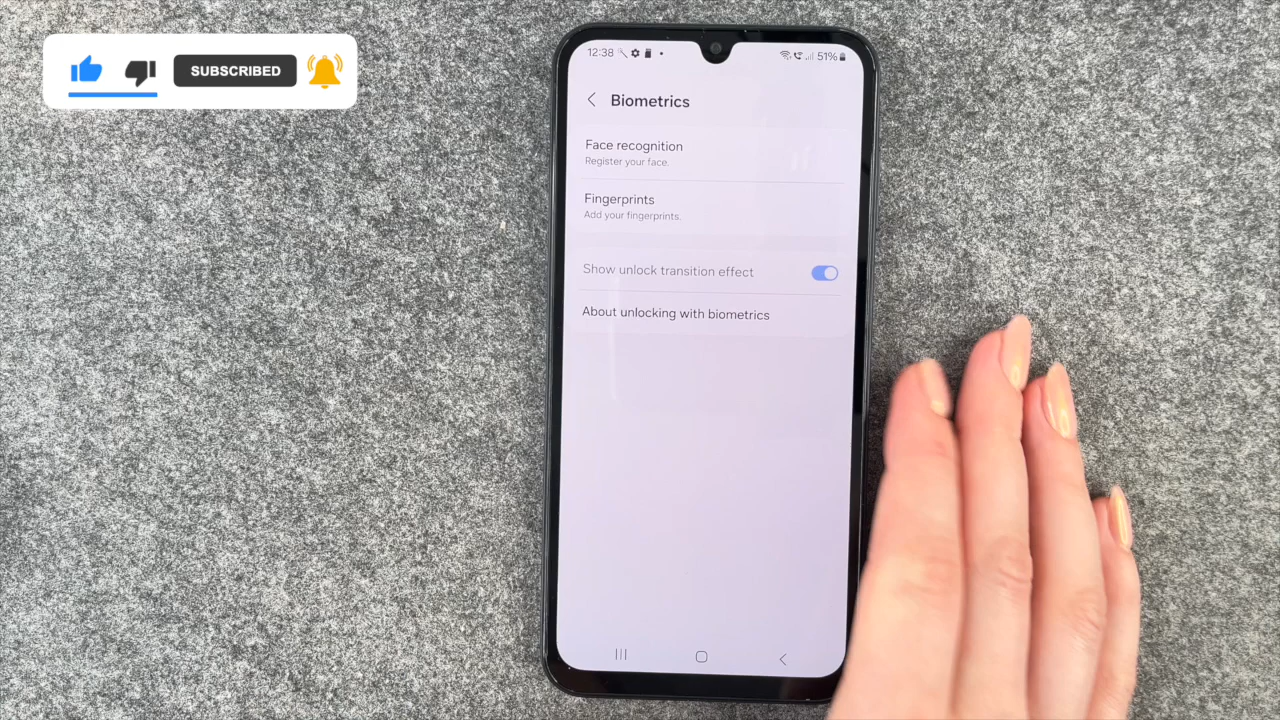 SUBSCRIBED
12:38
51%
Biometrics
Face recognition
Register your face.
Fingerprints
Add your fingerprints.
Show unlock transition effect
About unlocking with biometrics